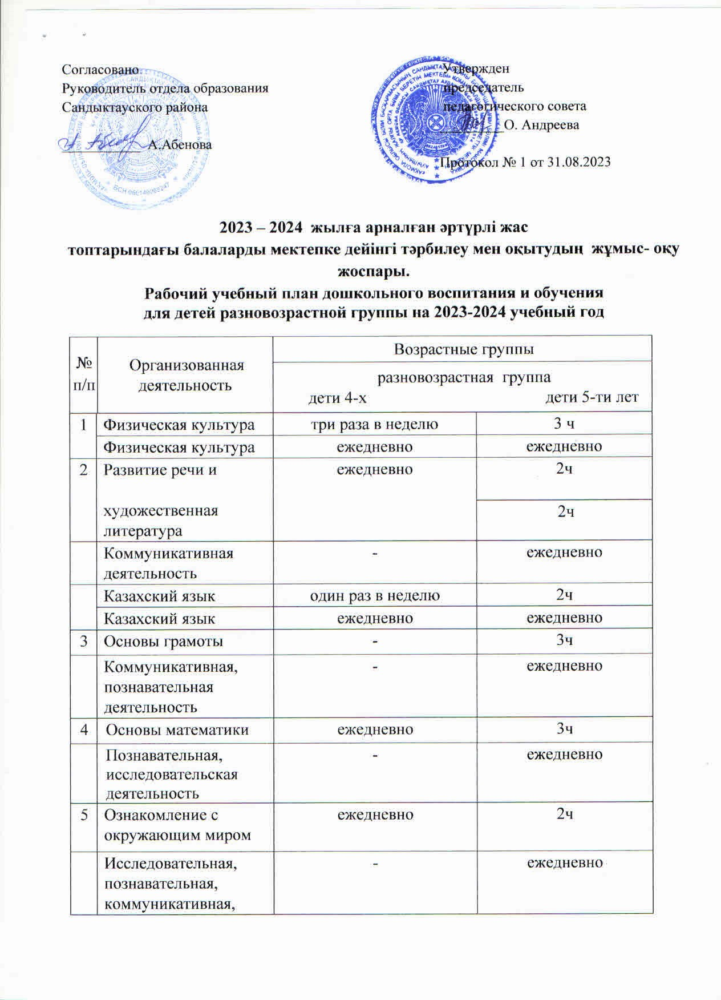 Согласовано
Руководитель отдела образования
Сандыктауского района
А.Абенова
Утвержден
председатель
педагогического совета
О. Андреева
Протокол № 1 от 31.08.2023
2023 – 2024 жылға арналған әртүрлі жас
топтарындағы балаларды мектепке дейінгі тәрбилеу мен оқытудың жұмыс- оқу
жоспары.
Рабочий учебный план дошкольного воспитания и обучения
для детей разновозрастной группы на 2023-2024 учебный год
№
п/п
Организованная
деятельность
Возрастные группы
разновозрастная группа
дети 4-х дети 5-ти лет
1 Физическая культура три раза в неделю 3 ч
Физическая культура ежедневно ежедневно
2 Развитие речи и ежедневно 2ч
художественная 2ч
литература
Коммуникативная - ежедневно
деятельность
Казахский язык один раз в неделю 2ч
Казахский язык ежедневно ежедневно
3 Основы грамоты - 3ч
Коммуникативная, - ежедневно
познавательная
деятельность
4 Основы математики ежедневно 3ч
Познавательная, - ежедневно
исследовательская
деятельность
5 Ознакомление с ежедневно 2ч
окружающим миром
Исследовательская, - ежедневно
познавательная,
коммуникативная,